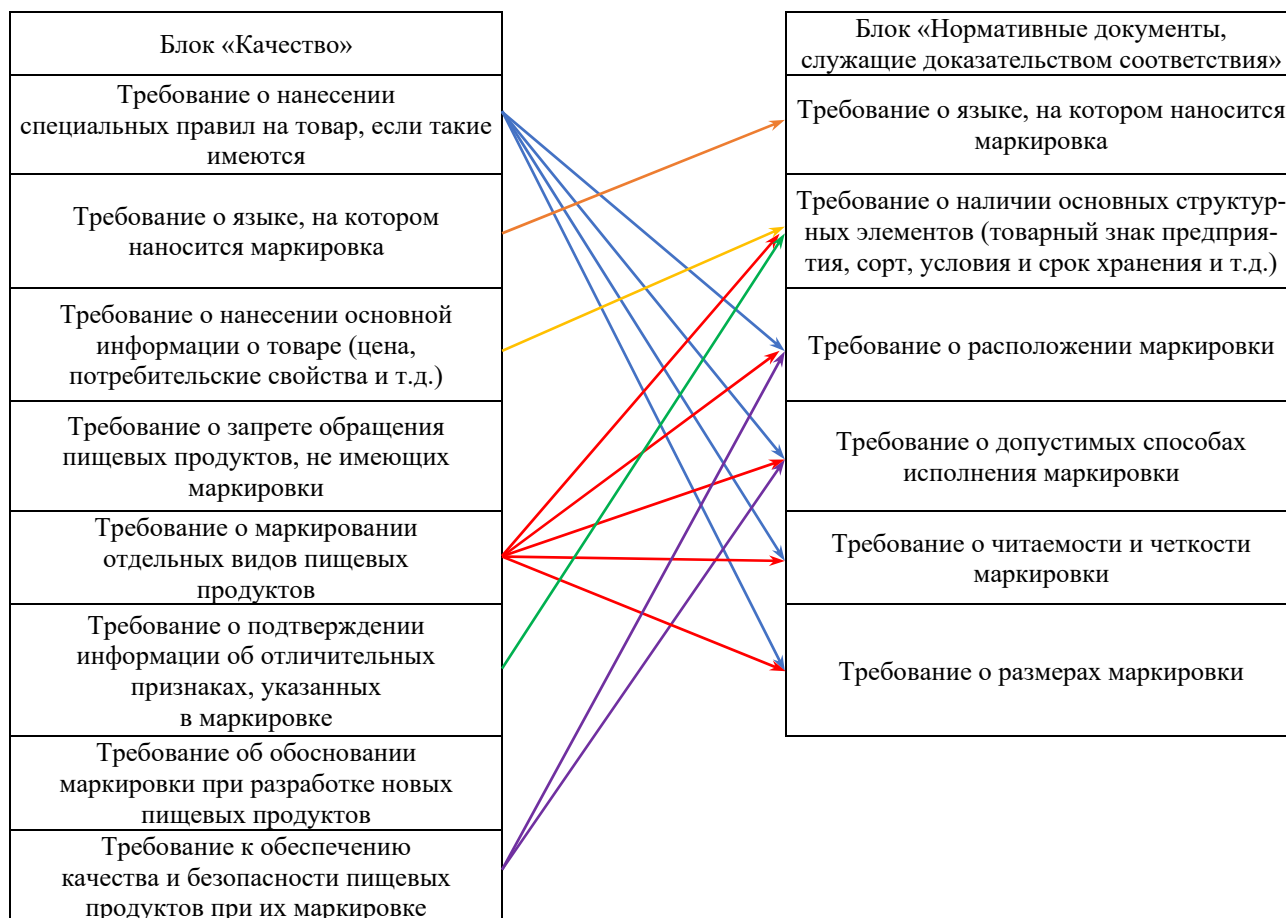 Блок «Качество»
Требование о нанесении
специальных правил на товар, если такие
имеются
Требование о языке, на котором
наносится маркировка
Требование о нанесении основной
информации о товаре (цена,
потребительские свойства и т.д.)
Требование о запрете обращения
пищевых продуктов, не имеющих
маркировки
Требование о маркировании
отдельных видов пищевых
продуктов
Требование о подтверждении
информации об отличительных
признаках, указанных
в маркировке
Требование об обосновании
маркировки при разработке новых
пищевых продуктов
Требование к обеспечению
качества и безопасности пищевых
продуктов при их маркировке
Блок «Нормативные документы,
служащие доказательством соответствия»
Требование о языке, на котором наносится
маркировка
Требование о наличии основных структур-
ных элементов (товарный знак предприя-
тия, сорт, условия и срок хранения и т.д.)
Требование о расположении маркировки
Требование о допустимых способах
исполнения маркировки
Требование о читаемости и четкости
маркировки
Требование о размерах маркировки